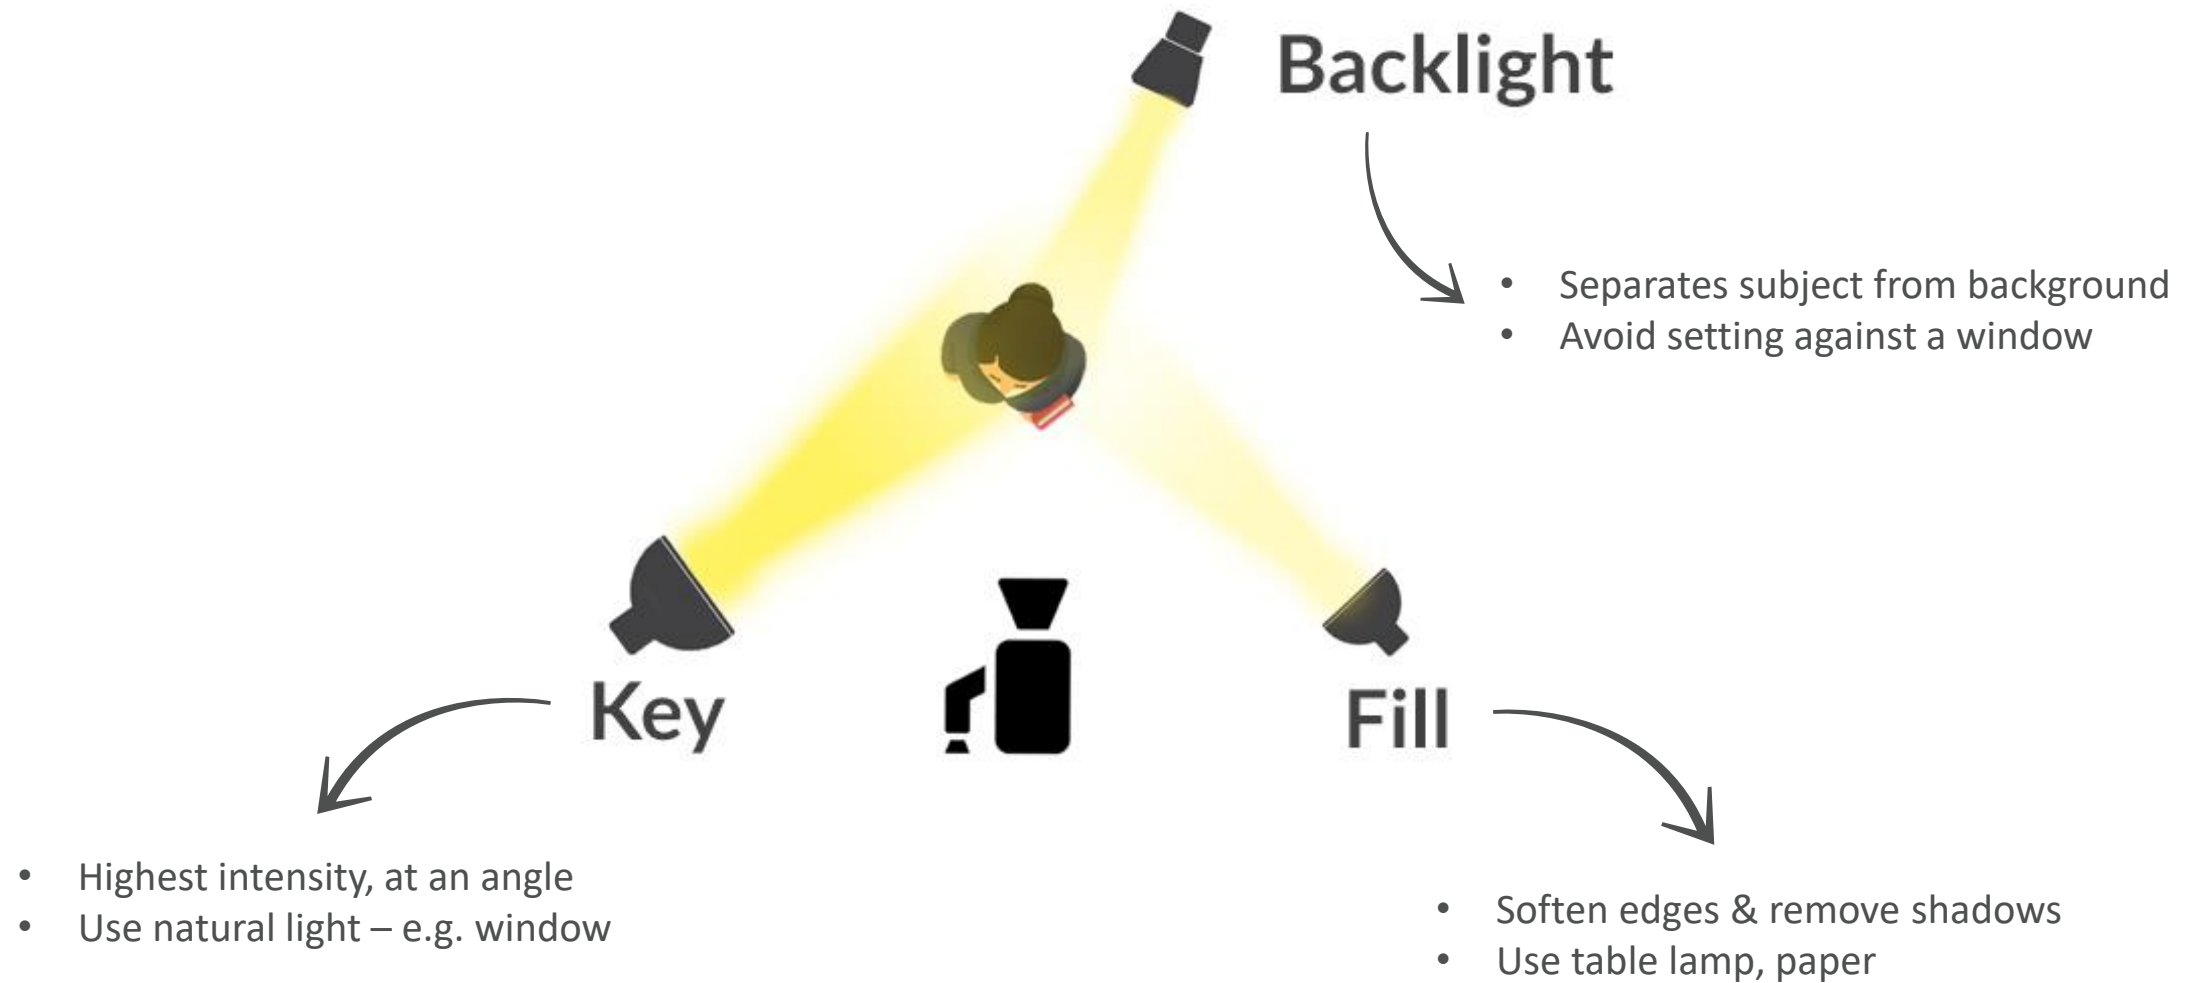 Backlight
• Separates subject from background
• Avoid setting against a window
Key
Fill
• Highest intensity, at an angle
• Use natural light – e.g. window
• Soften edges & remove shadows
• Use table lamp, paper